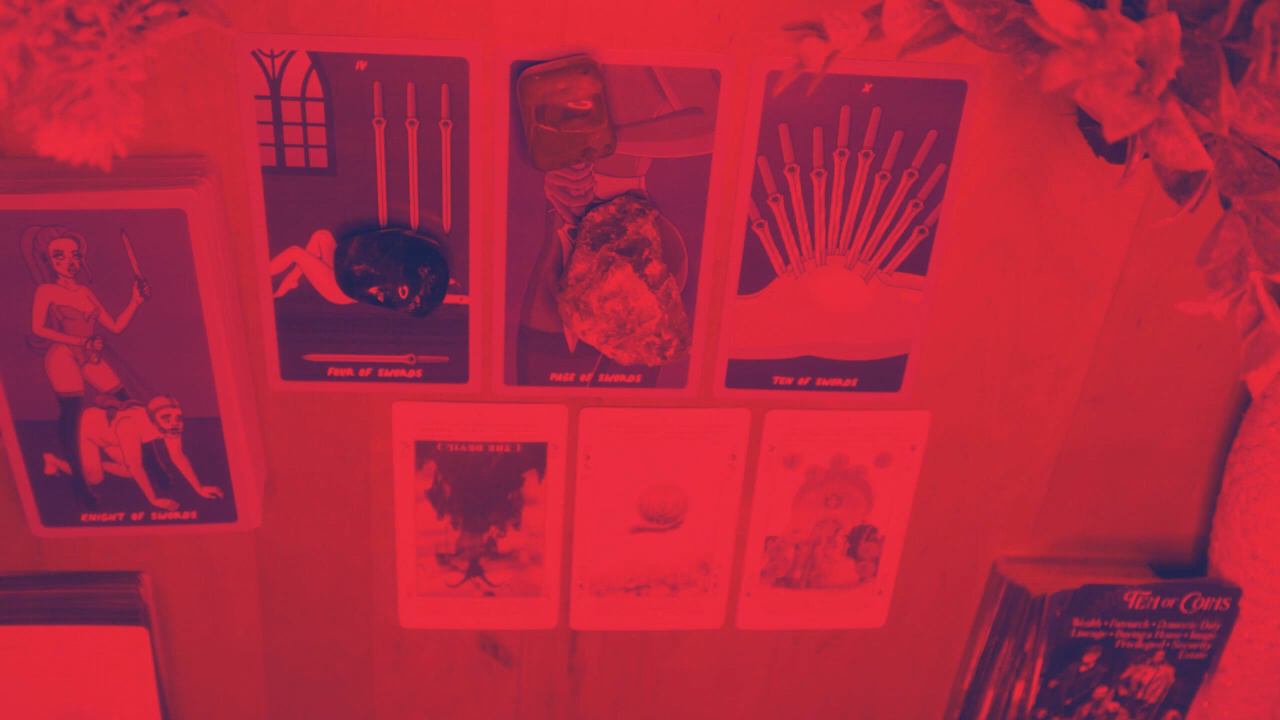 IV
FOUR OF SWORDS
PAGE OF SWORDS
X
TEN OF SWORDS
KNIGHT OF SWORDS
TEN OF COINS
Wealth • Patriarch • Domestic Duty
Lineage • Buying a House • Image
Privileged • Security
Estate